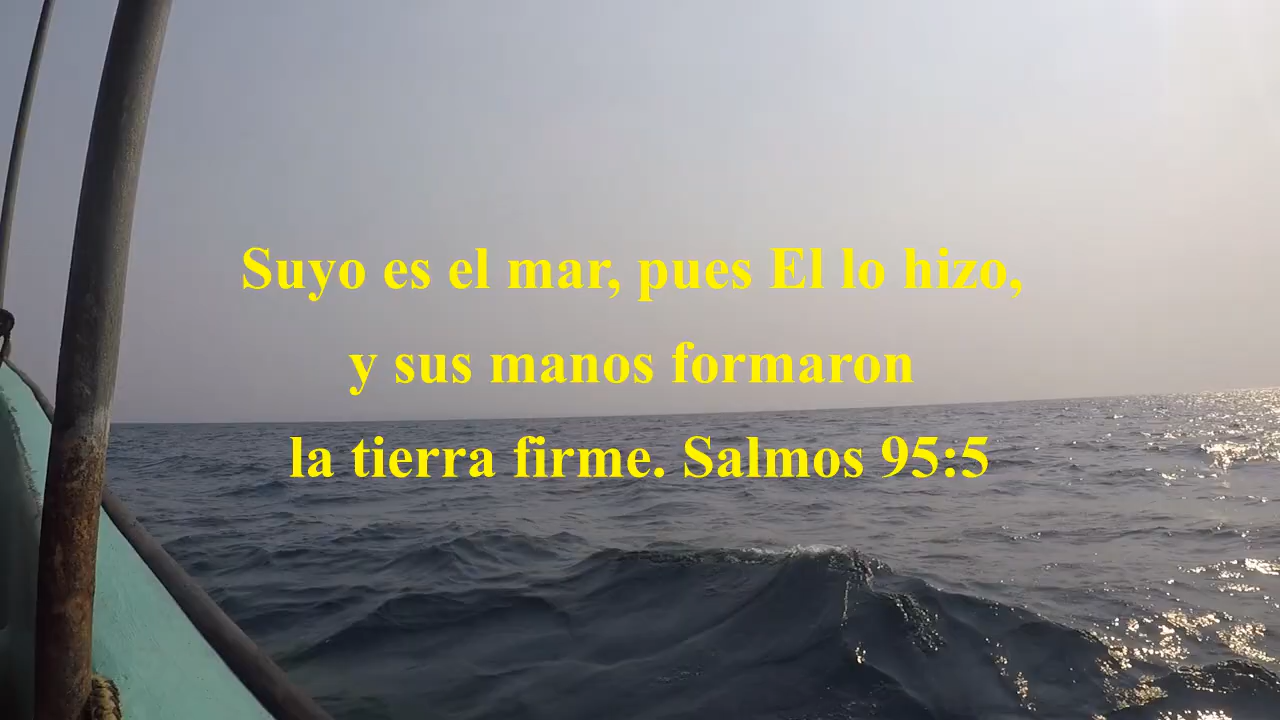 Suyo es el mar, pues El lo hizo,
y sus manos formaron
la tierra firme. Salmos 95:5